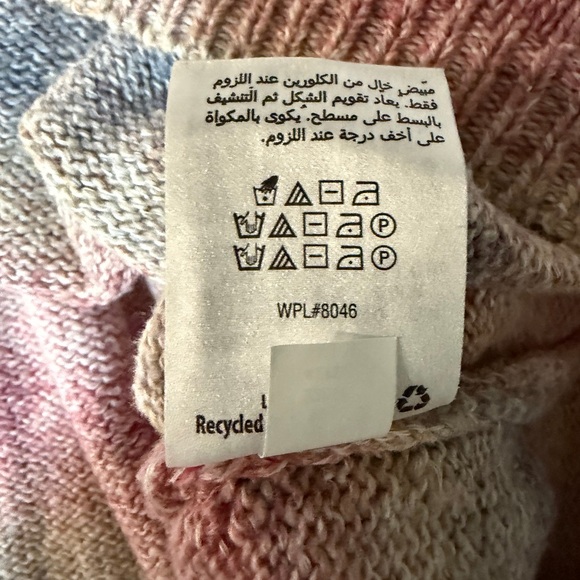 مبيّض خالٍ من الكلورين عند اللزوم
فقط. يعاد تقويم الشكل ثم التنشيف
بالبسط على مسطح. يكوى بالمكواة
على أخف درجة عند اللزوم.
P
P
WPL#8046
Recycled